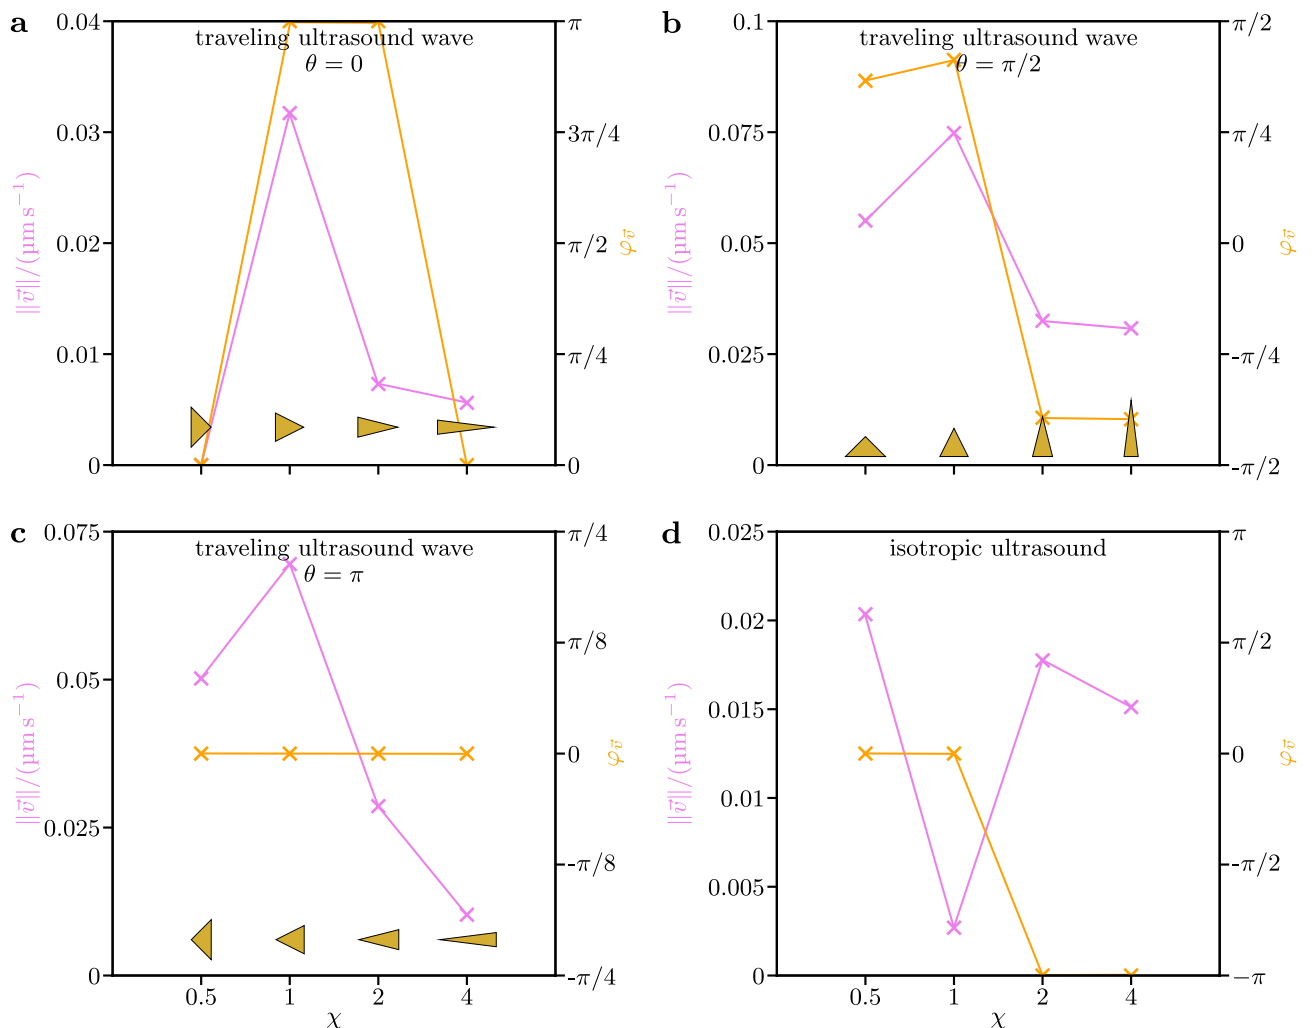 a
traveling ultrasound wave
θ = 0
0.04
0.03
0.02
0.01
0
||v⃗||/(µm s⁻¹)
π
3π/4
π/2
π/4
0
φ_v⃗
b
traveling ultrasound wave
θ = π/2
0.1
0.075
0.05
0.025
0
||v⃗||/(µm s⁻¹)
π/2
π/4
0
-π/4
-π/2
φ_v⃗
c
traveling ultrasound wave
θ = π
0.075
0.05
0.025
0
||v⃗||/(µm s⁻¹)
π/4
π/8
0
-π/8
-π/4
φ_v⃗
0.5 1 2 4
χ
d
isotropic ultrasound
0.025
0.02
0.015
0.01
0.005
0
||v⃗||/(µm s⁻¹)
π
π/2
0
-π/2
−π
φ_v⃗
0.5 1 2 4
χ